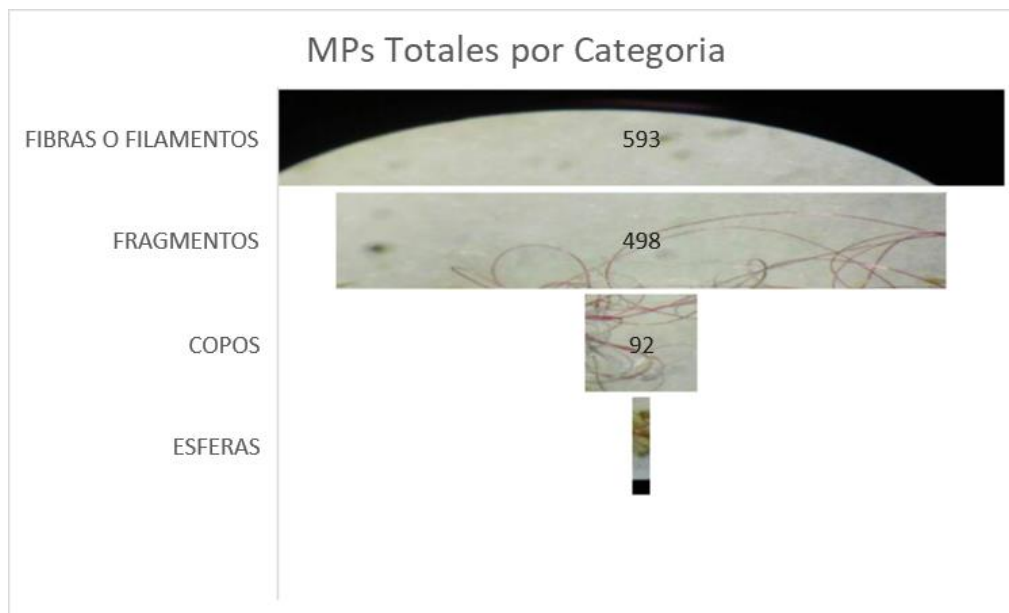 MPs Totales por Categoria
FIBRAS O FILAMENTOS
593
FRAGMENTOS
498
COPOS
92
ESFERAS